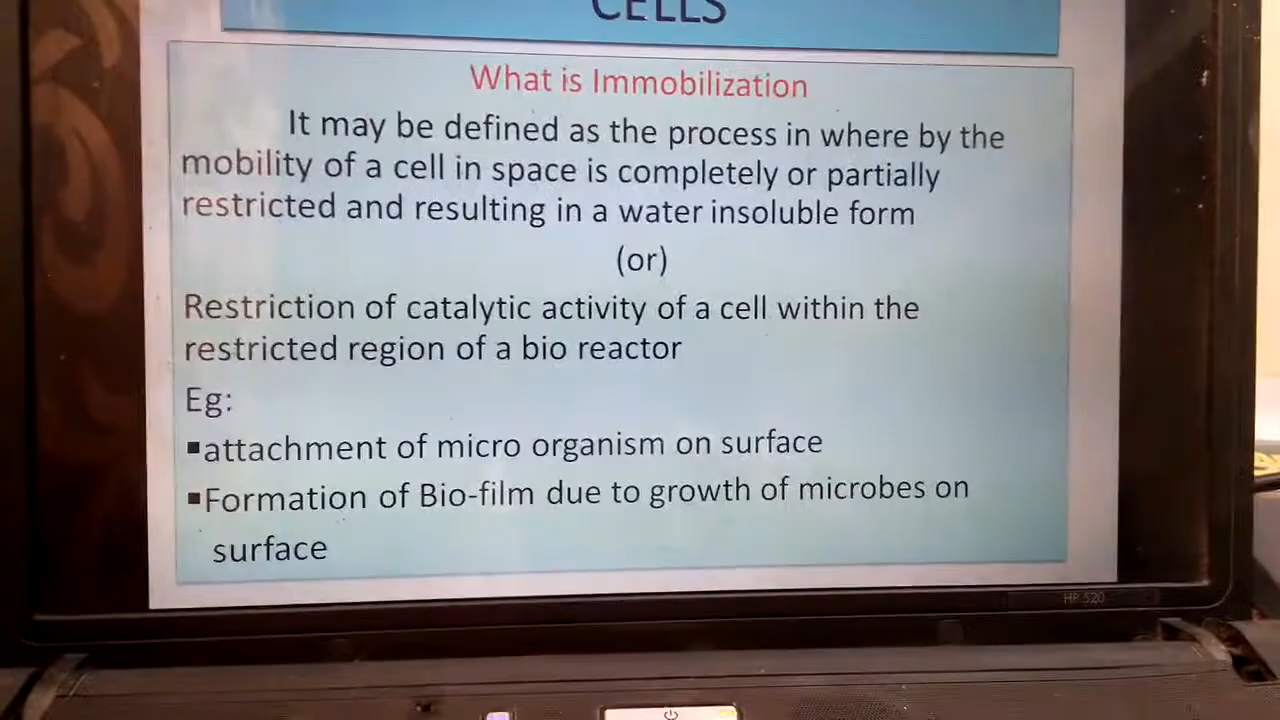 CELLS
What is Immobilization
It may be defined as the process in where by the
mobility of a cell in space is completely or partially
restricted and resulting in a water insoluble form
(or)
Restriction of catalytic activity of a cell within the
restricted region of a bio reactor
Eg:
▪attachment of micro organism on surface
▪Formation of Bio-film due to growth of microbes on
surface
HP 520